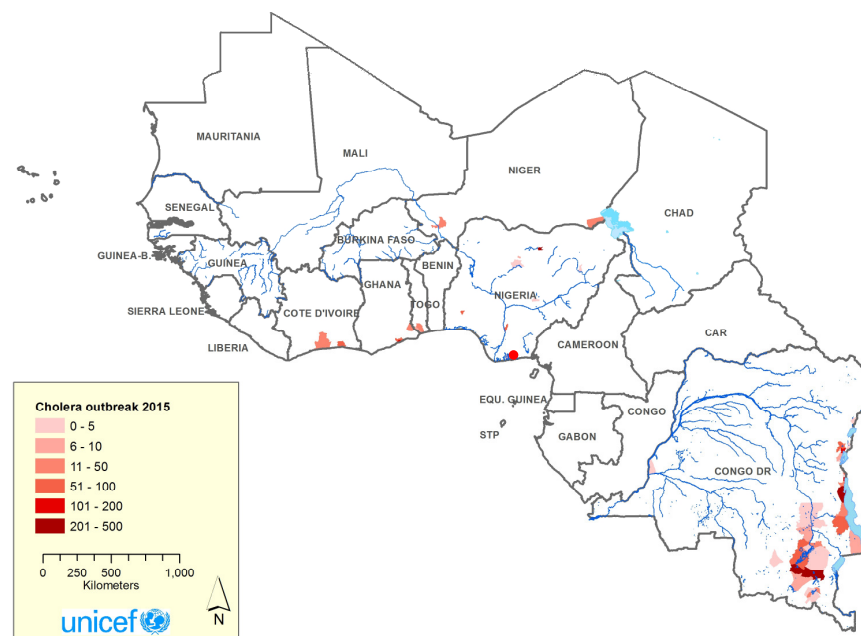 MAURITANIA
MALI
NIGER
CHAD
SENEGAL
GUINEA-B.
GUINEA
BURKINA FASO
BENIN
GHANA
TOGO
NIGERIA
SIERRA LEONE
COTE D'IVOIRE
LIBERIA
CAMEROON
CAR
EQU. GUINEA
CONGO
STP
GABON
CONGO DR
Cholera outbreak 2015
0 - 5
6 - 10
11 - 50
51 - 100
101 - 200
201 - 500
0 250 500 1,000
Kilometers
N
unicef